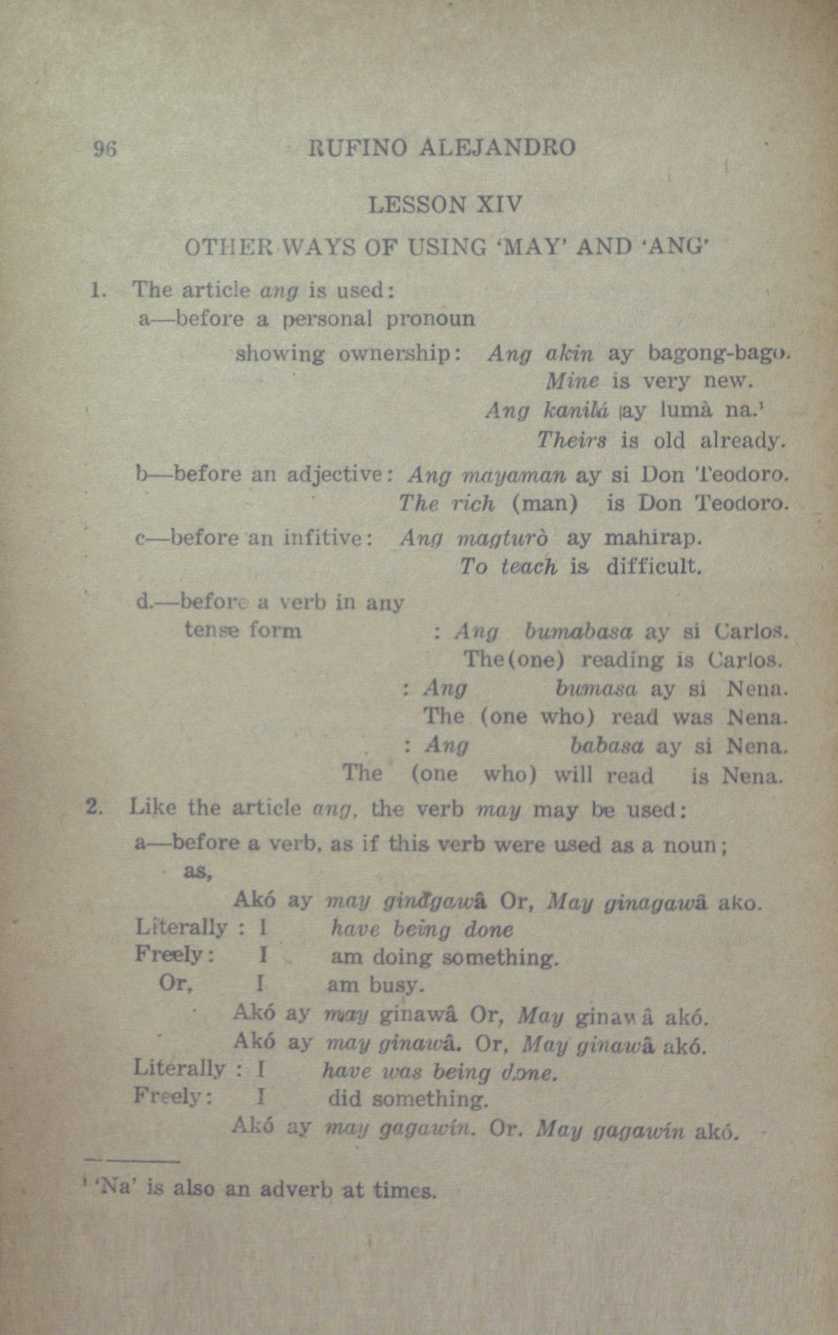 96 RUFINO ALEJANDRO
LESSON XIV
OTHER WAYS OF USING ‘MAY’ AND ‘ANG’
1. The article ang is used:
a—before a personal pronoun
showing ownership: Ang akin ay bagong-bago.
Mine is very new.
Ang kanilá ay lumà na.¹
Theirs is old already.
b—before an adjective: Ang mayaman ay si Don Teodoro.
The rich (man) is Don Teodoro.
c—before an infitive: Ang magturò ay mahirap.
To teach is difficult.
d.—before a verb in any
tense form : Ang bumabasa ay si Carlos.
The(one) reading is Carlos.
: Ang bumasa ay si Nena.
The (one who) read was Nena.
: Ang babasa ay si Nena.
The (one who) will read is Nena.
2. Like the article ang, the verb may may be used:
a—before a verb, as if this verb were used as a noun;
as,
Akó ay may ginagawâ Or, May ginagawâ ako.
Literally : I have being done
Freely: I am doing something.
Or, I am busy.
Akó ay may ginawâ Or, May ginawâ akó.
Akó ay may ginawâ. Or, May ginawâ akó.
Literally : I have was being done.
Freely: I did something.
Akó ay may gagawín. Or. May gagawín akó.
¹ ‘Na’ is also an adverb at times.